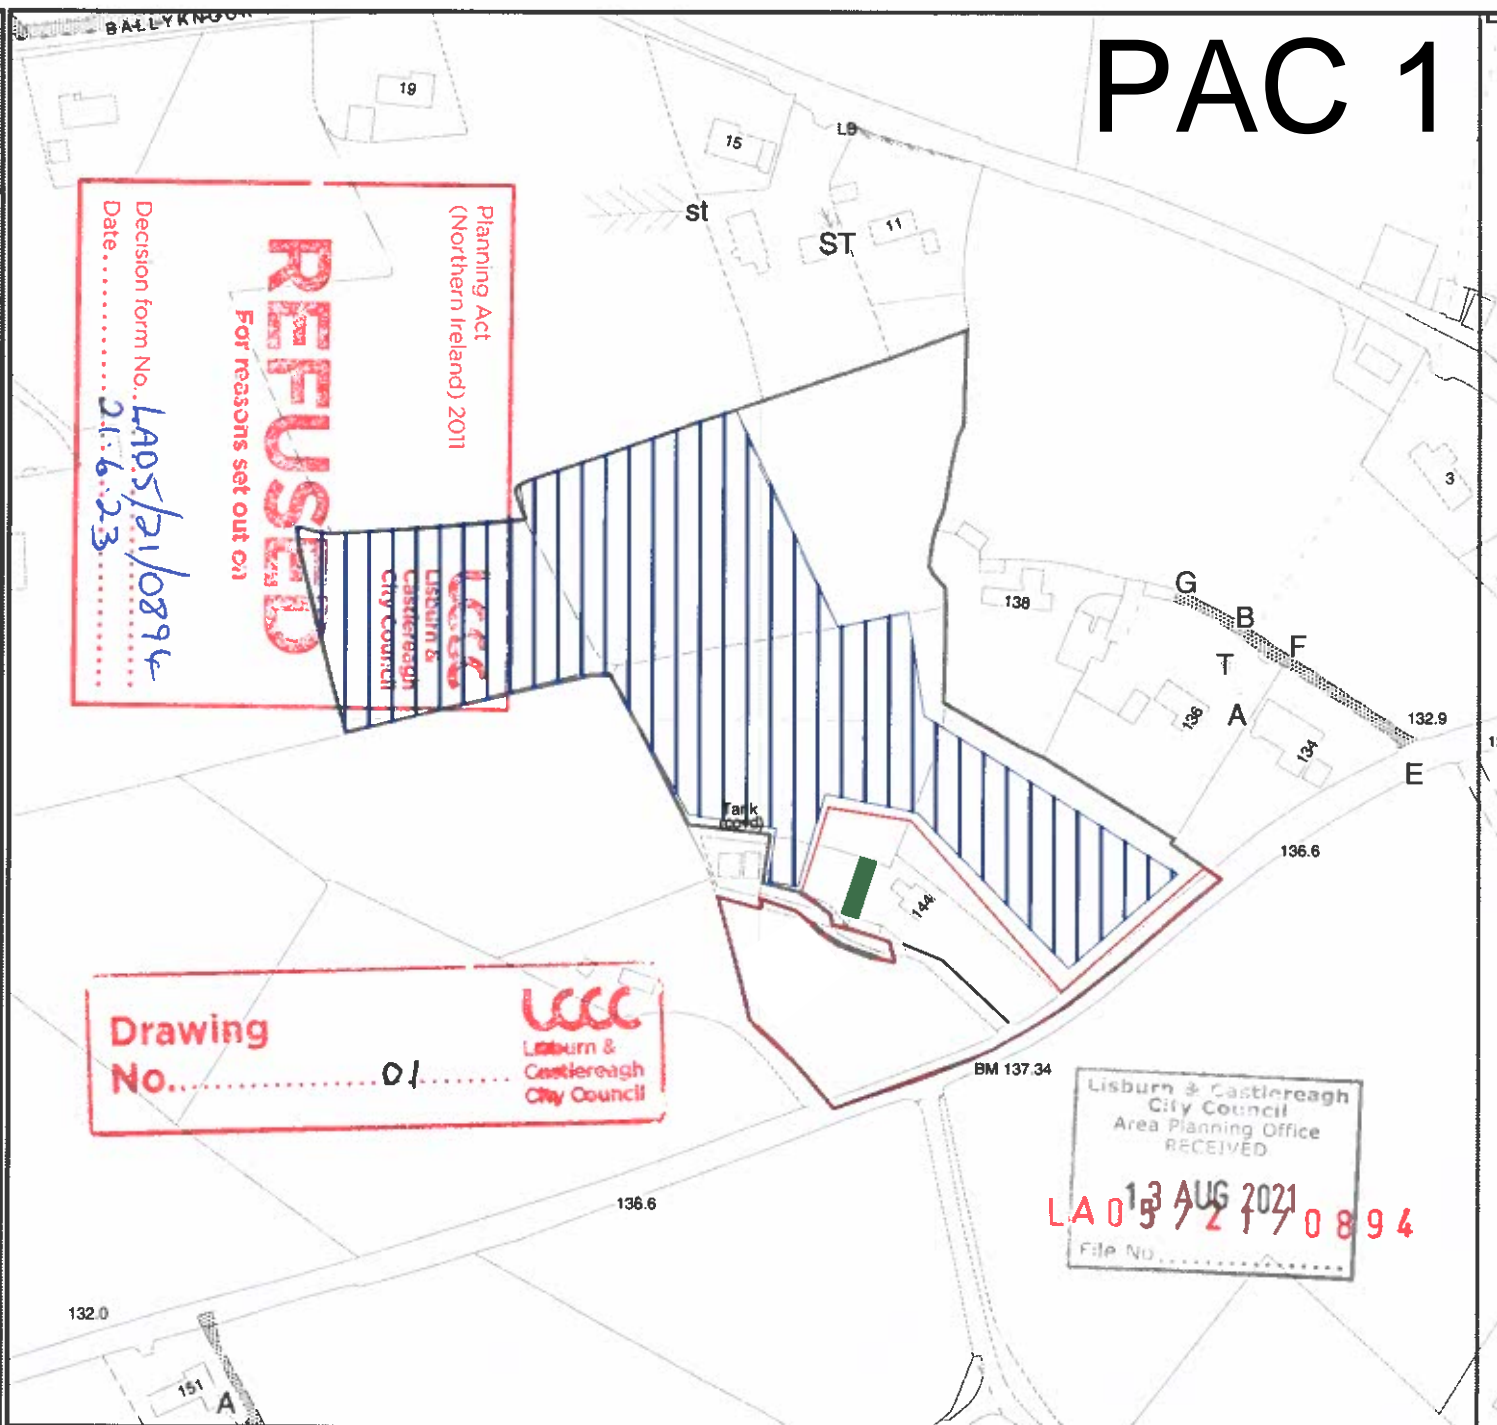 PAC 1
19
15
LB
st
ST
11
Planning Act
(Northern Ireland) 2011
REFUSED
For reasons set out on
Decision form No. LA05/21/0894
Date 21.6.23
LCCC
Lisburn &
Castlereagh
City Council
3
138
G
B
F
T
A
136
134
132.9
E
136.6
Tank
(covd)
144
Drawing
No. 01
LCCC
Lisburn &
Castlereagh
City Council
BM 137.34
Lisburn & Castlereagh
City Council
Area Planning Office
RECEIVED
13 AUG 2021
LA05/21/0894
File No.
136.6
132.0
151
A